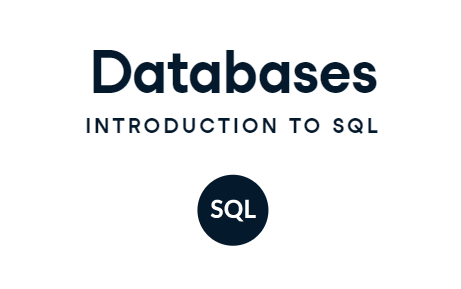 Databases
INTRODUCTION TO SQL
SQL